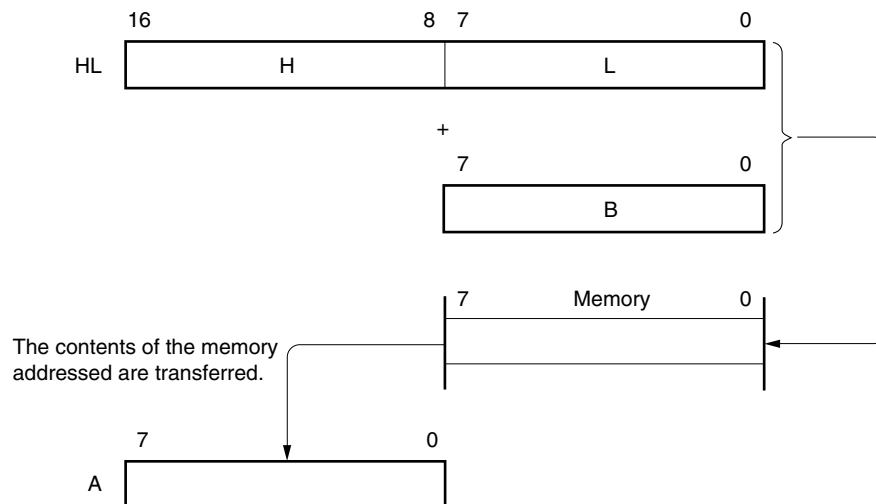 16 8 7 0
HL H L
+
7 0
B
7 Memory 0
The contents of the memory
addressed are transferred.
7 0
A